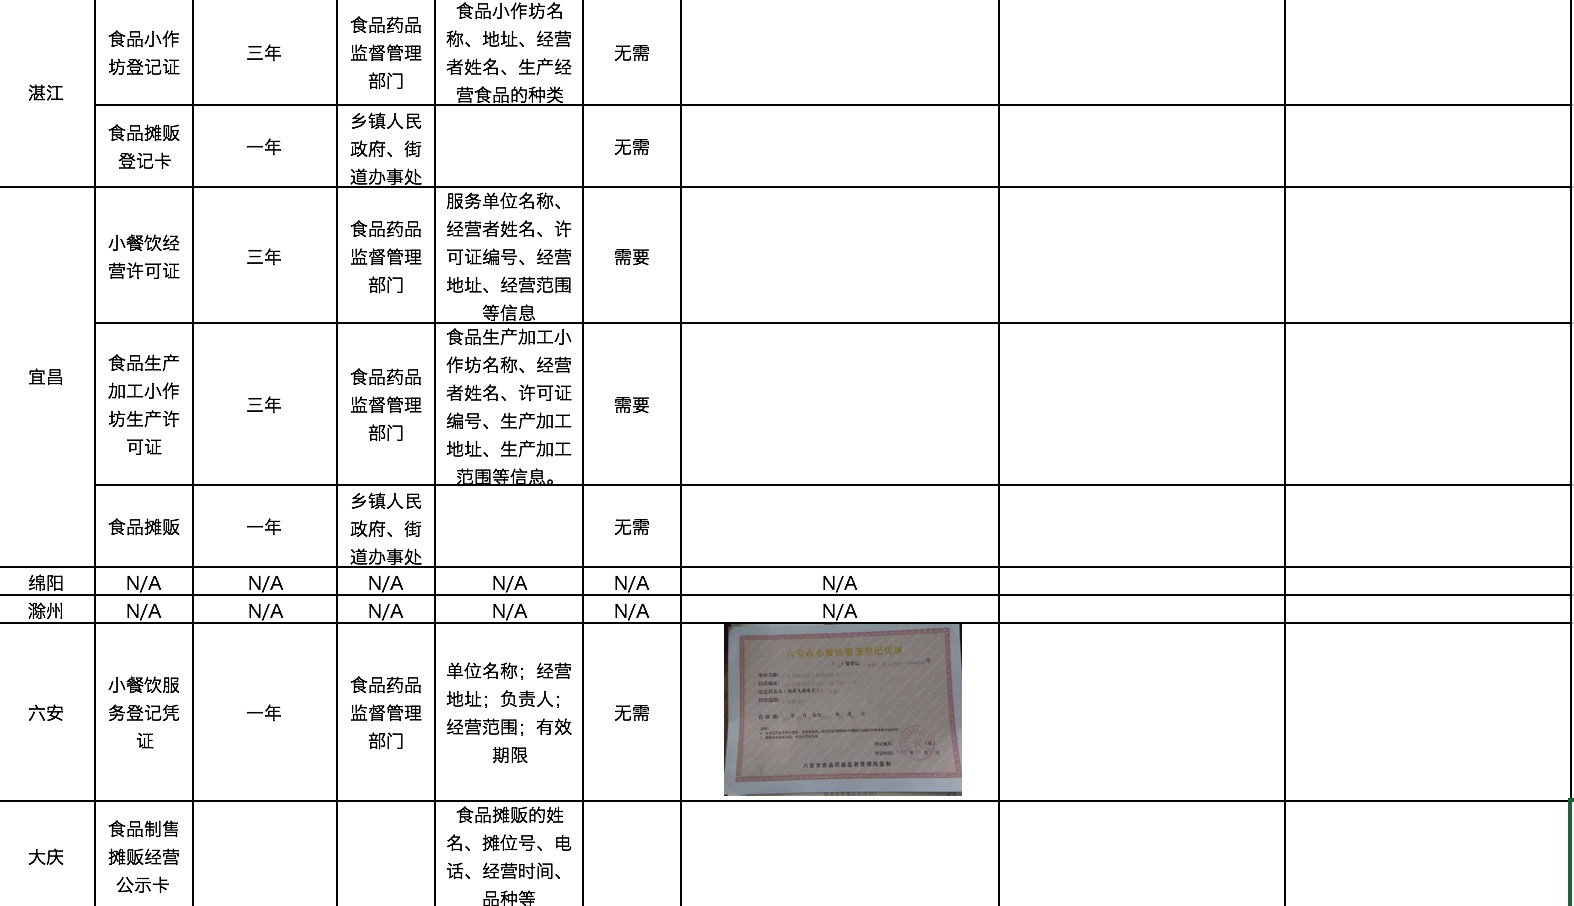 湛江
食品小作
坊登记证
三年
食品药品
监督管理
部门
食品小作坊名
称、地址、经营
者姓名、生产经
营食品的种类
无需
食品摊贩
登记卡
一年
乡镇人民
政府、街
道办事处
无需
宜昌
小餐饮经
营许可证
三年
食品药品
监督管理
部门
服务单位名称、
经营者姓名、许
可证编号、经营
地址、经营范围
等信息
需要
食品生产
加工小作
坊生产许
可证
三年
食品药品
监督管理
部门
食品生产加工小
作坊名称、经营
者姓名、许可证
编号、生产加工
地址、生产加工
范围等信息。
需要
食品摊贩
一年
乡镇人民
政府、街
道办事处
无需
绵阳 N/A N/A N/A N/A N/A N/A
滁州 N/A N/A N/A N/A N/A N/A
六安
小餐饮服
务登记凭
证
一年
食品药品
监督管理
部门
单位名称；经营
地址；负责人；
经营范围；有效
期限
无需
六安市小餐饮服务登记凭证
六安市食品药品监督管理局监制
大庆
食品制售
摊贩经营
公示卡
食品摊贩的姓
名、摊位号、电
话、经营时间、
品种等